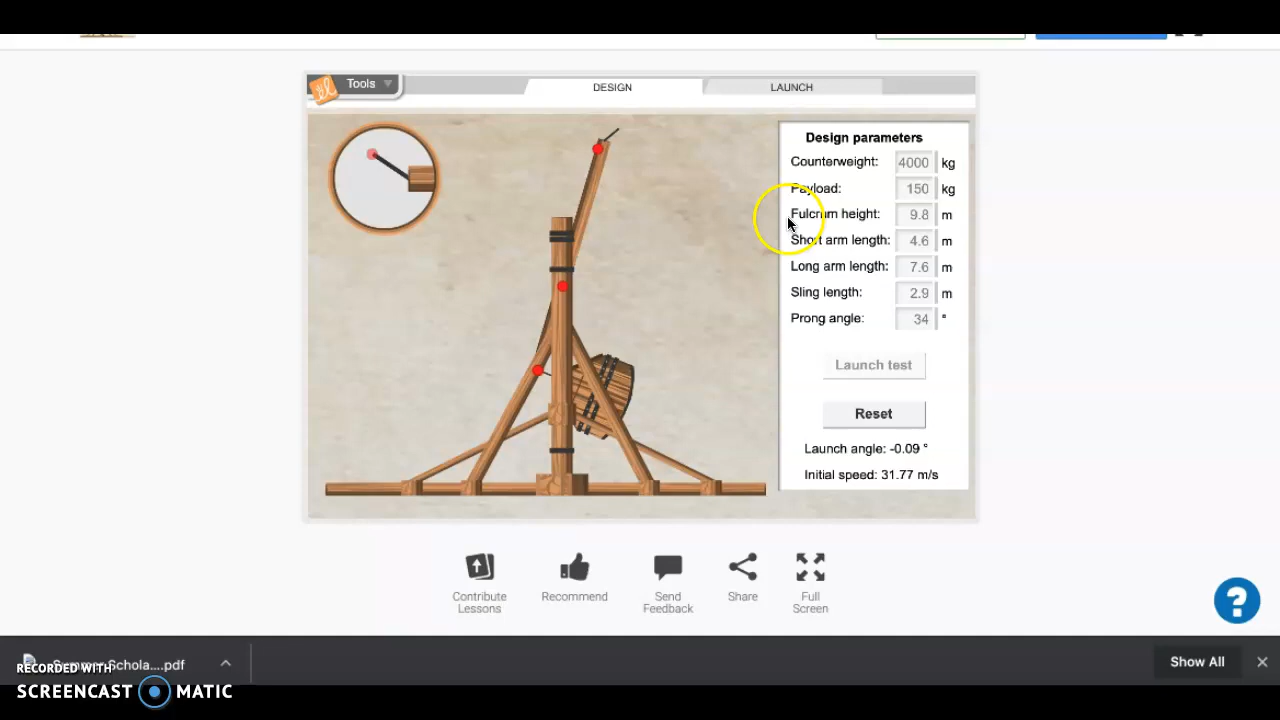 Tools
DESIGN
LAUNCH
Design parameters
Counterweight: 4000 kg
Payload: 150 kg
Fulcrum height: 9.8 m
Short arm length: 4.6 m
Long arm length: 7.6 m
Sling length: 2.9 m
Prong angle: 34 °
Launch test
Reset
Launch angle: -0.09 °
Initial speed: 31.77 m/s
Contribute Lessons
Recommend
Send Feedback
Share
Full Screen
?
Schola....pdf
Show All
RECORDED WITH
SCREENCAST MATIC